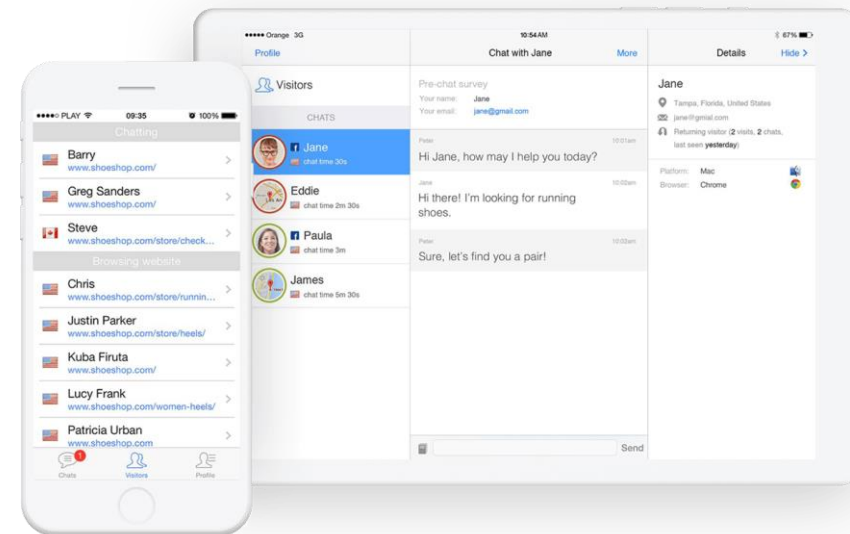 PLAY 09:35 100%
Chatting
Barry
www.shoeshop.com/
Greg Sanders
www.shoeshop.com/
Steve
www.shoeshop.com/store/check...
Browsing website
Chris
www.shoeshop.com/store/runnin...
Justin Parker
www.shoeshop.com/store/heels/
Kuba Firuta
www.shoeshop.com/
Lucy Frank
www.shoeshop.com/women-heels/
Patricia Urban
www.shoeshop.com
1
Chats Visitors Profile
Orange 3G 10:54AM 67%
Profile
Visitors
CHATS
Jane
chat time 30s
Eddie
chat time 2m 30s
Paula
chat time 3m
James
chat time 5m 30s
Chat with Jane More
Pre-chat survey
Your name: Jane
Your email: jane@gmail.com
Peter 10:01am
Hi Jane, how may I help you today?
Jane 10:02am
Hi there! I'm looking for running
shoes.
Peter 10:02am
Sure, let's find you a pair!
Send
Details Hide >
Jane
Tampa, Florida, United States
jane@gmial.com
Returning visitor (2 visits, 2 chats,
last seen yesterday)
Platform: Mac
Browser: Chrome